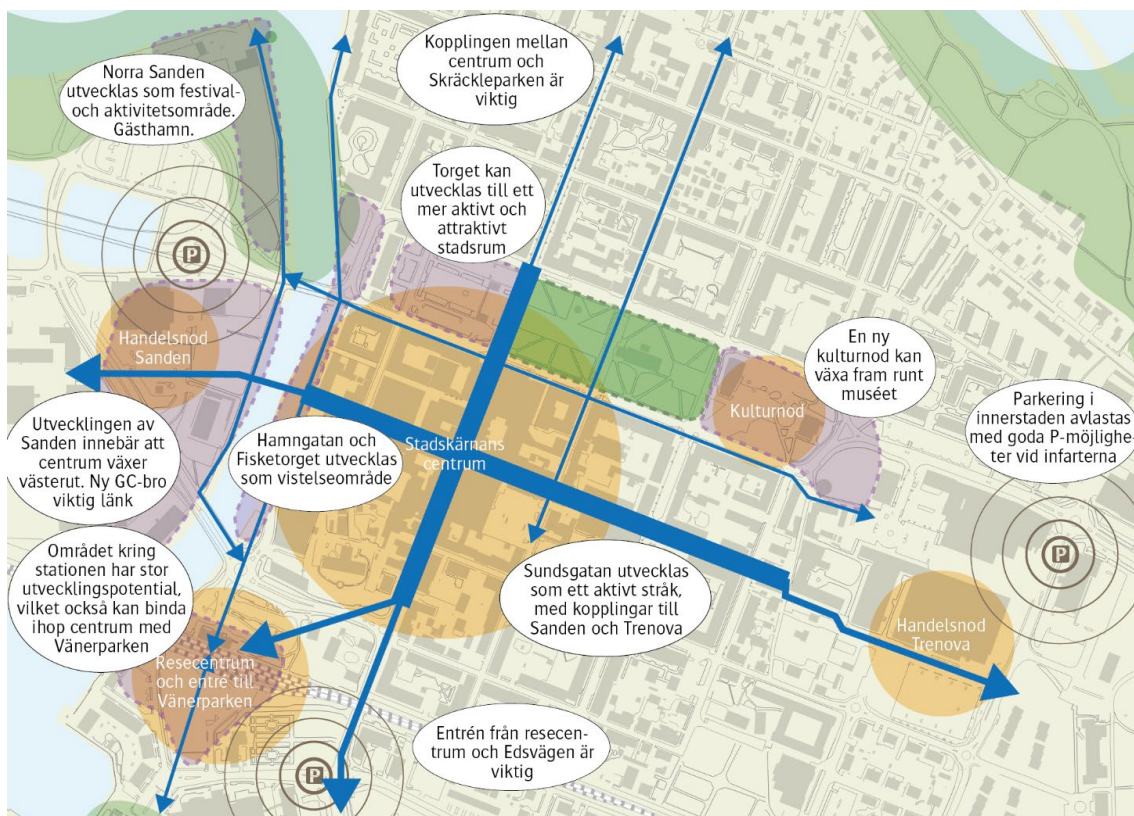 Norra Sanden
utvecklas som festival-
och aktivitetsområde.
Gästhamn.
Kopplingen mellan
centrum och
Skräckleparken är
viktig
Torget kan
utvecklas till ett
mer aktivt och
attraktivt
stadsrum
P
Handelsnod
Sanden
En ny
kulturnod kan
växa fram runt
muséet
Kulturnod
Parkering i
innerstaden avlastas
med goda P-möjlighe-
ter vid infarterna
Utvecklingen av
Sanden innebär att
centrum växer
västerut. Ny GC-bro
viktig länk
Hamngatan och
Fisketorget utvecklas
som vistelseområde
Stadskärnans
centrum
P
Området kring
stationen har stor
utvecklingspotential,
vilket också kan binda
ihop centrum med
Vänerparken
Sundsgatan utvecklas
som ett aktivt stråk,
med kopplingar till
Sanden och Trenova
Handelsnod
Trenova
Resecentrum
och entré till
Vänerparken
Entrén från resecen-
trum och Edsvägen är
viktig
P